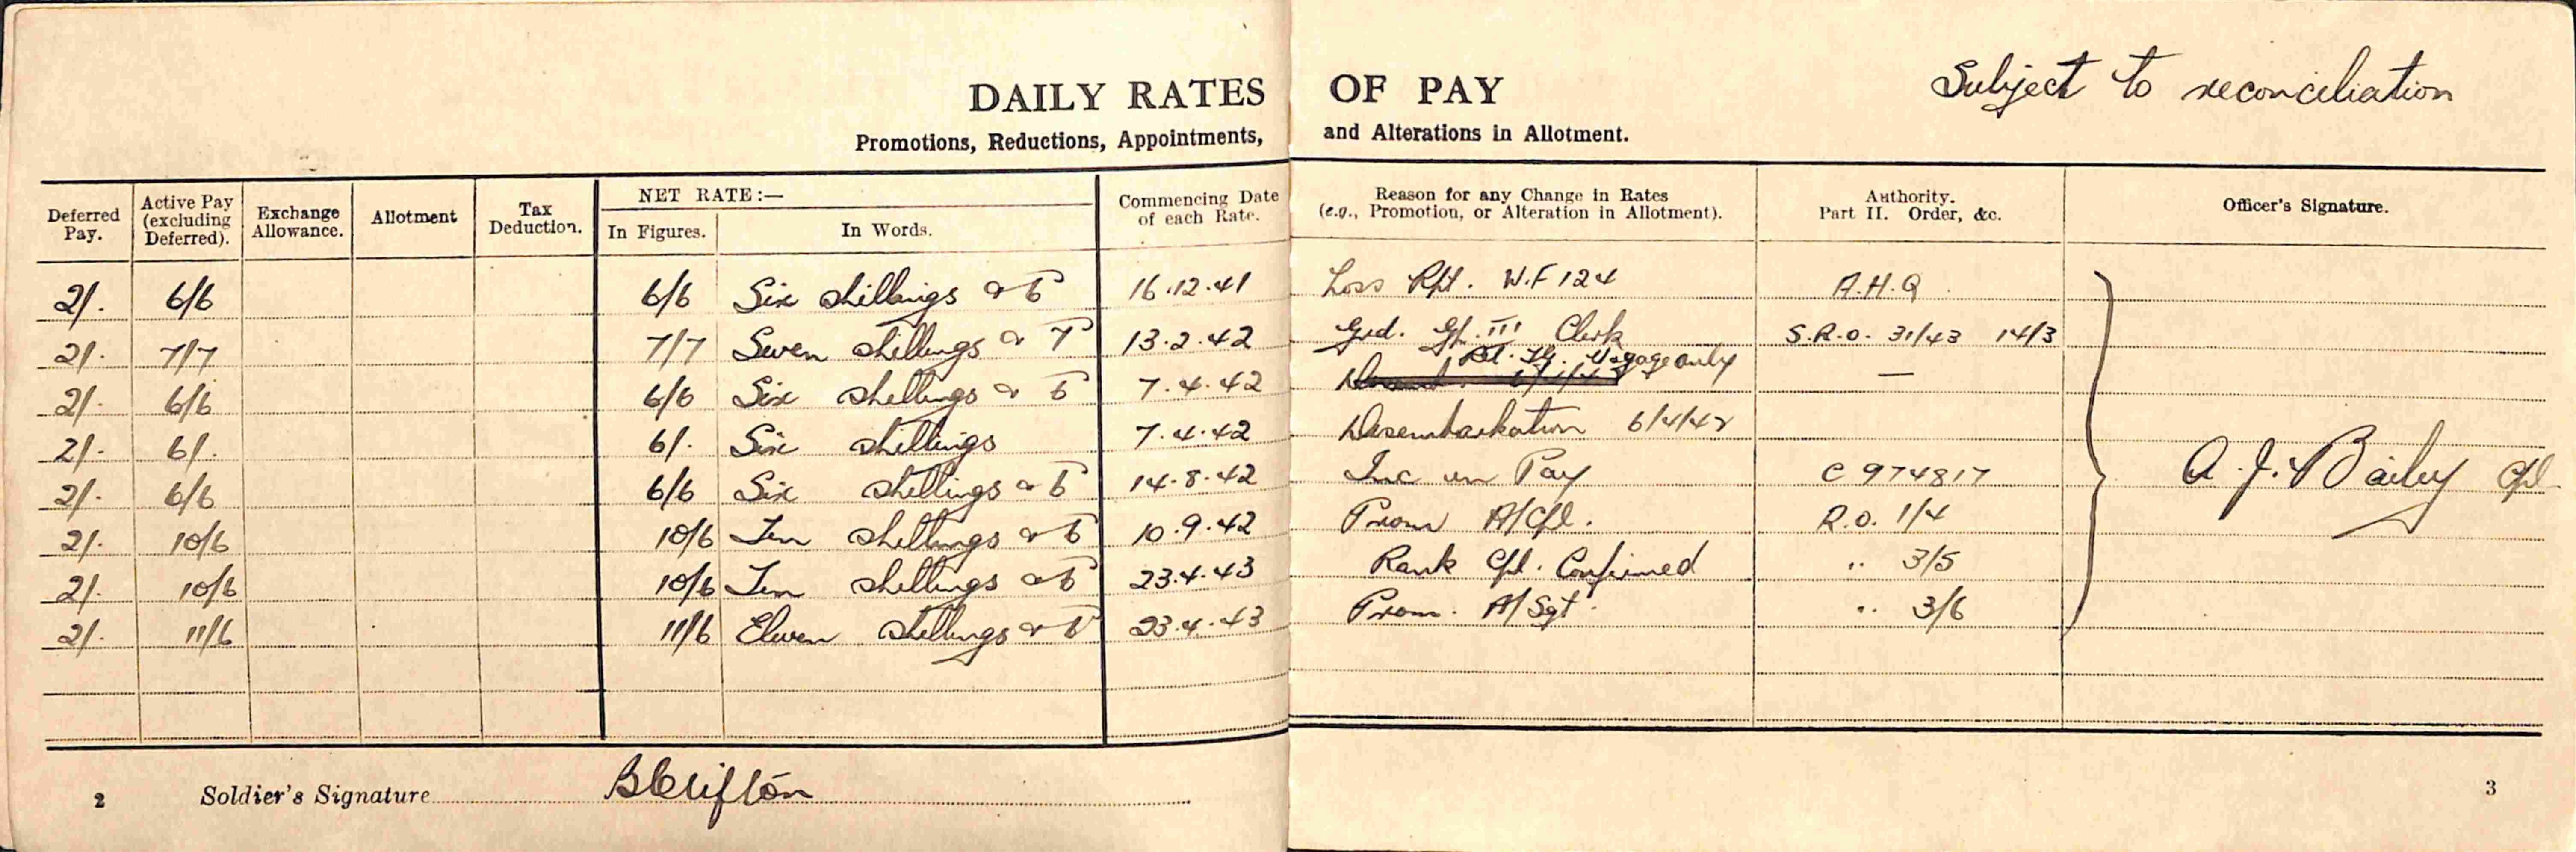 Subject to reconciliation
DAILY RATES OF PAY
Promotions, Reductions, Appointments, and Alterations in Allotment.
Deferred Pay. Active Pay (excluding Deferred). Exchange Allowance. Allotment Tax Deduction. NET RATE:— In Figures. In Words. Commencing Date of each Rate. Reason for any Change in Rates (e.g., Promotion, or Alteration in Allotment). Authority. Part II. Order, &c. Officer's Signature.
2/. 6/6 6/6 Six shillings & 6 16.12.41 Loss Rpt. W.F 124 A.H.Q
2/. 7/7 7/7 Seven shillings & 7 13.2.42 Grd. Gp. III Clerk S.R.O. 31/43 14/3
2/. 6/6 6/6 Six shillings & 6 7.4.42 only —
2/. 6/. 6/. Six shillings 7.4.42 Disembarkation 6/4/42
2/. 6/6 6/6 Six shillings & 6 14.8.42 Inc in Pay C 974817
2/. 10/6 10/6 Ten shillings & 6 10.9.42 Prom A/Cpl. R.O. 1/4
2/. 10/6 10/6 Ten shillings & 6 23.4.43 Rank Cpl. Confirmed .. 3/5
2/. 11/6 11/6 Eleven shillings & 6 23.4.43 Prom. A/Sgt. .. 3/6
A. J. Bailey Cpl
2 Soldier's Signature B Clifton
3